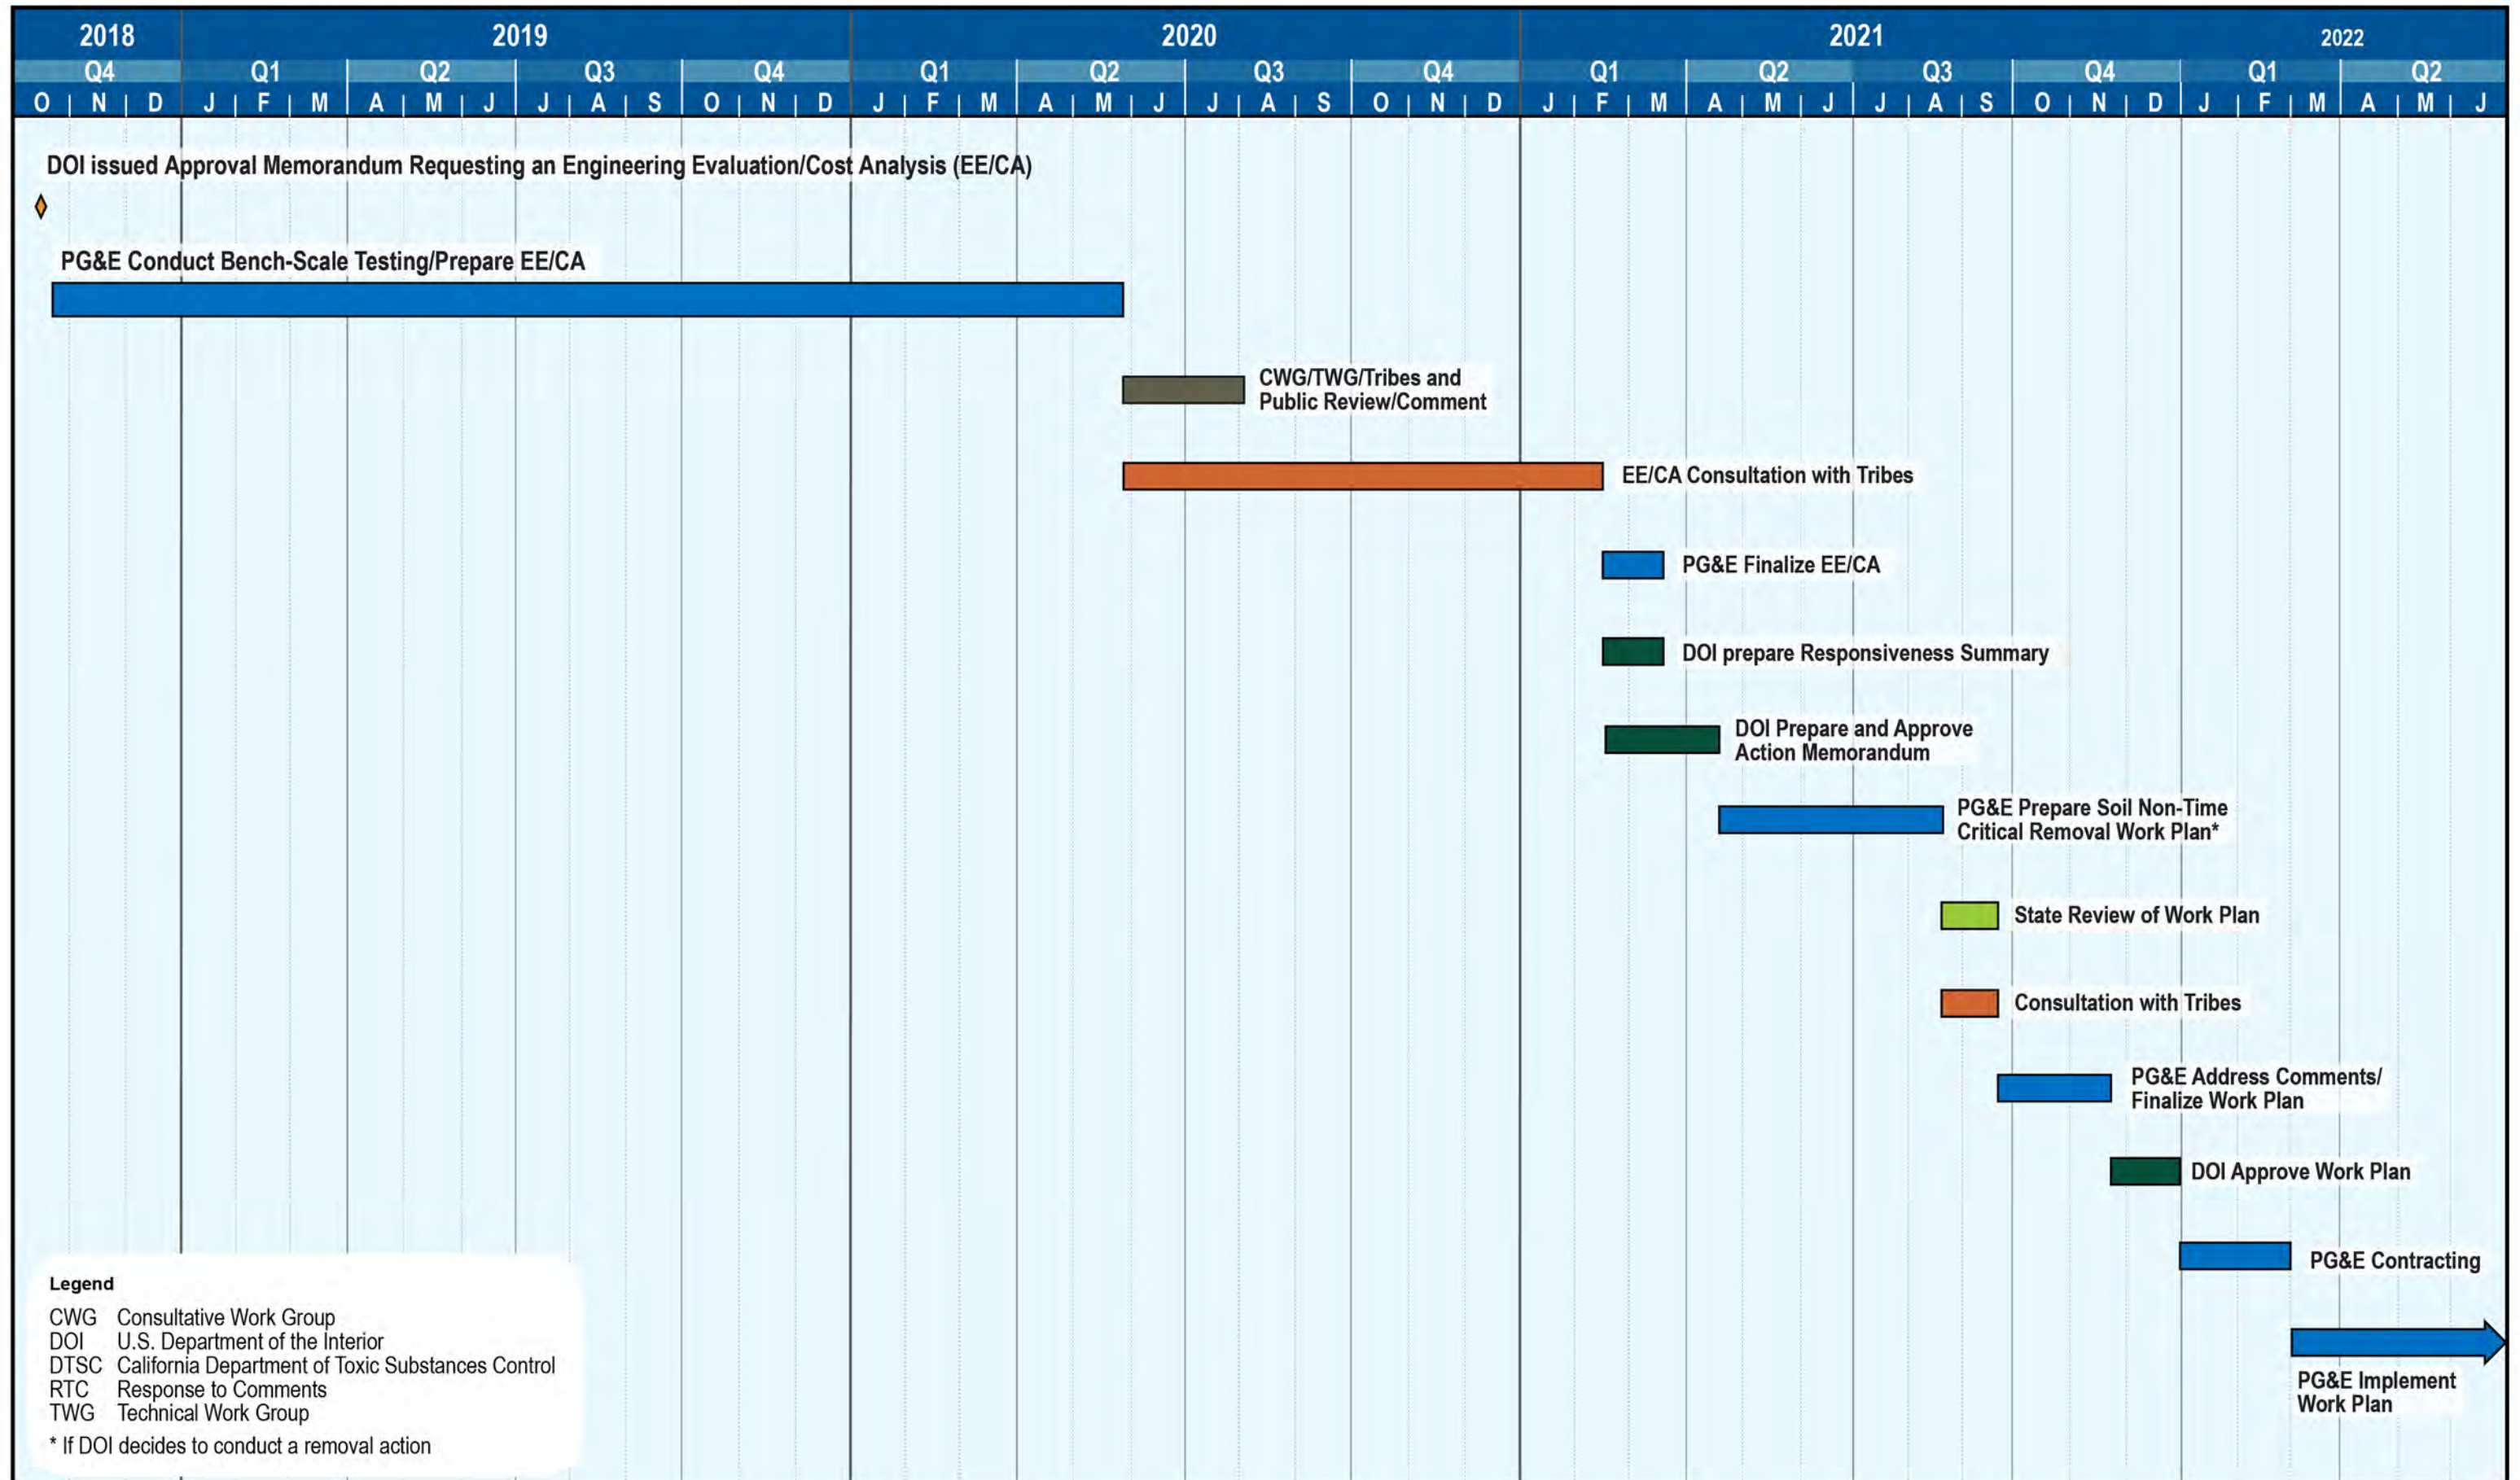 2018 2019 2020 2021 2022
Q4 Q1 Q2 Q3 Q4 Q1 Q2 Q3 Q4 Q1 Q2 Q3 Q4 Q1 Q2
O N D J F M A M J J A S O N D J F M A M J J A S O N D J F M A M J J A S O N D J F M A M J
DOI issued Approval Memorandum Requesting an Engineering Evaluation/Cost Analysis (EE/CA)
PG&E Conduct Bench-Scale Testing/Prepare EE/CA
CWG/TWG/Tribes and
Public Review/Comment
EE/CA Consultation with Tribes
PG&E Finalize EE/CA
DOI prepare Responsiveness Summary
DOI Prepare and Approve
Action Memorandum
PG&E Prepare Soil Non-Time
Critical Removal Work Plan*
State Review of Work Plan
Consultation with Tribes
PG&E Address Comments/
Finalize Work Plan
DOI Approve Work Plan
PG&E Contracting
PG&E Implement
Work Plan
Legend
CWG Consultative Work Group
DOI U.S. Department of the Interior
DTSC California Department of Toxic Substances Control
RTC Response to Comments
TWG Technical Work Group
* If DOI decides to conduct a removal action